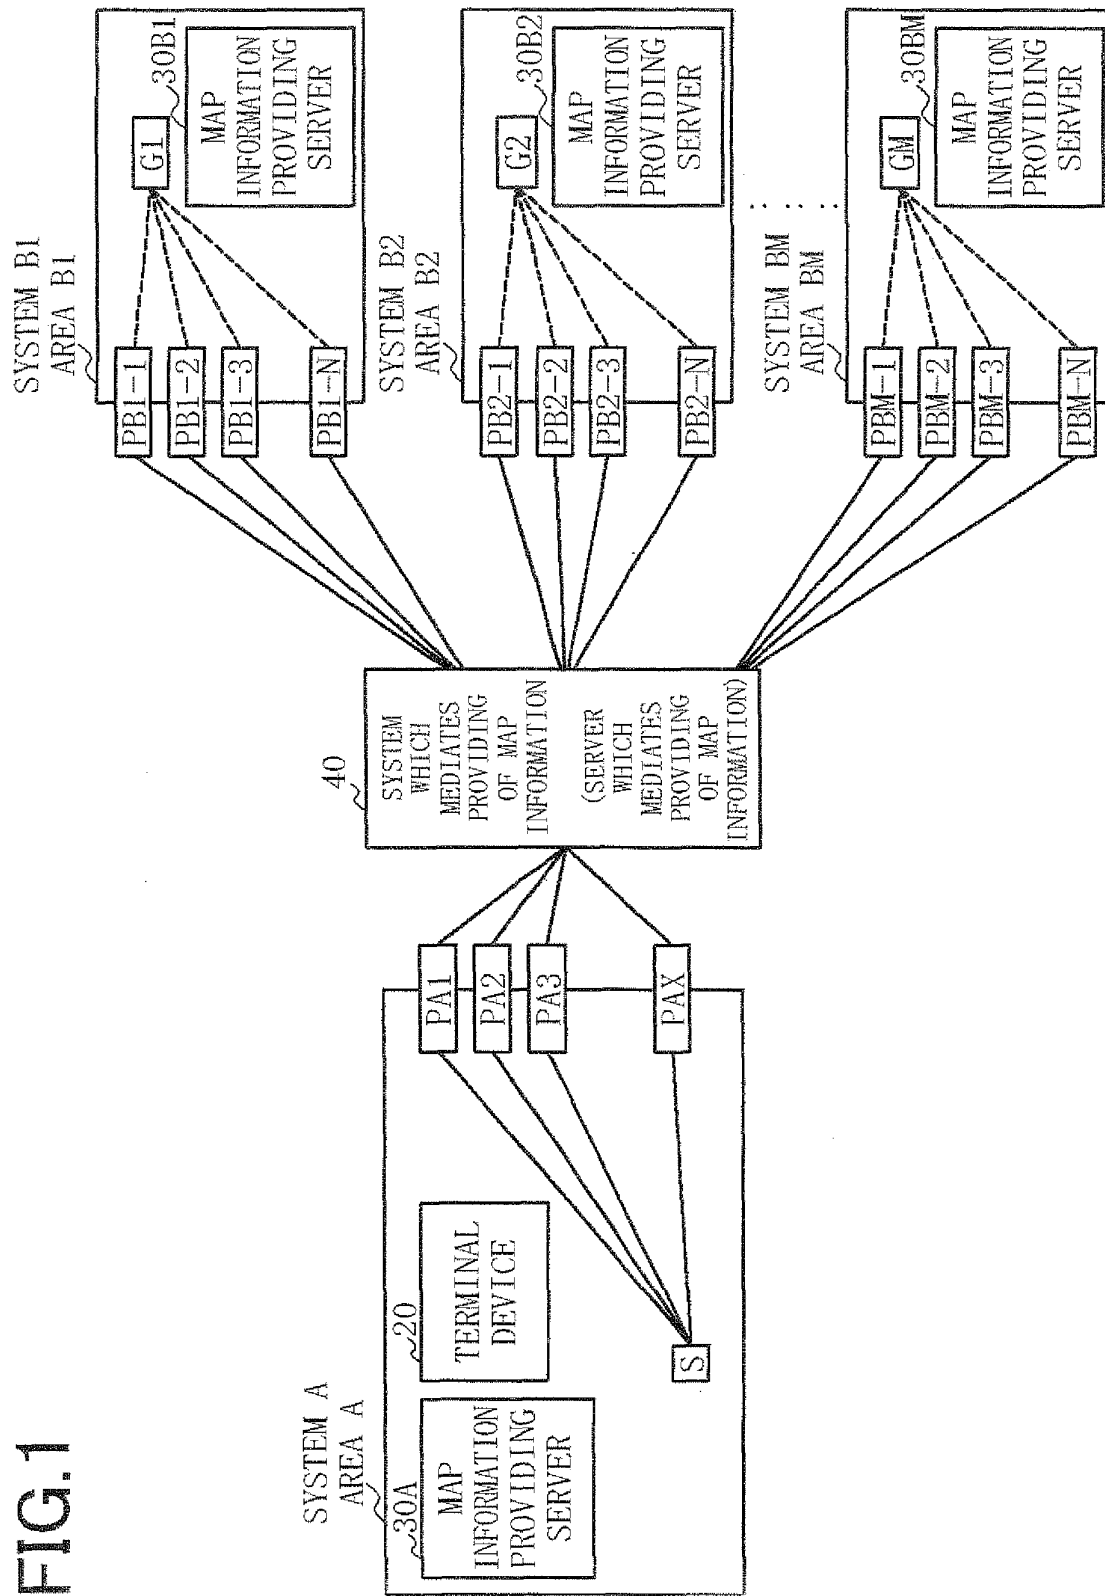 FIG.1
SYSTEM A
AREA A
30A
MAP
INFORMATION
PROVIDING
SERVER
20
TERMINAL
DEVICE
S
PA1
PA2
PA3
PAX
40
SYSTEM
WHICH
MEDIATES
PROVIDING
OF MAP
INFORMATION
(SERVER
WHICH
MEDIATES
PROVIDING
OF MAP
INFORMATION)
SYSTEM B1
AREA B1
PB1-1
PB1-2
PB1-3
PB1-N
G1
30B1
MAP
INFORMATION
PROVIDING
SERVER
SYSTEM B2
AREA B2
PB2-1
PB2-2
PB2-3
PB2-N
G2
30B2
MAP
INFORMATION
PROVIDING
SERVER
SYSTEM BM
AREA BM
PBM-1
PBM-2
PBM-3
PBM-N
GM
30BM
MAP
INFORMATION
PROVIDING
SERVER